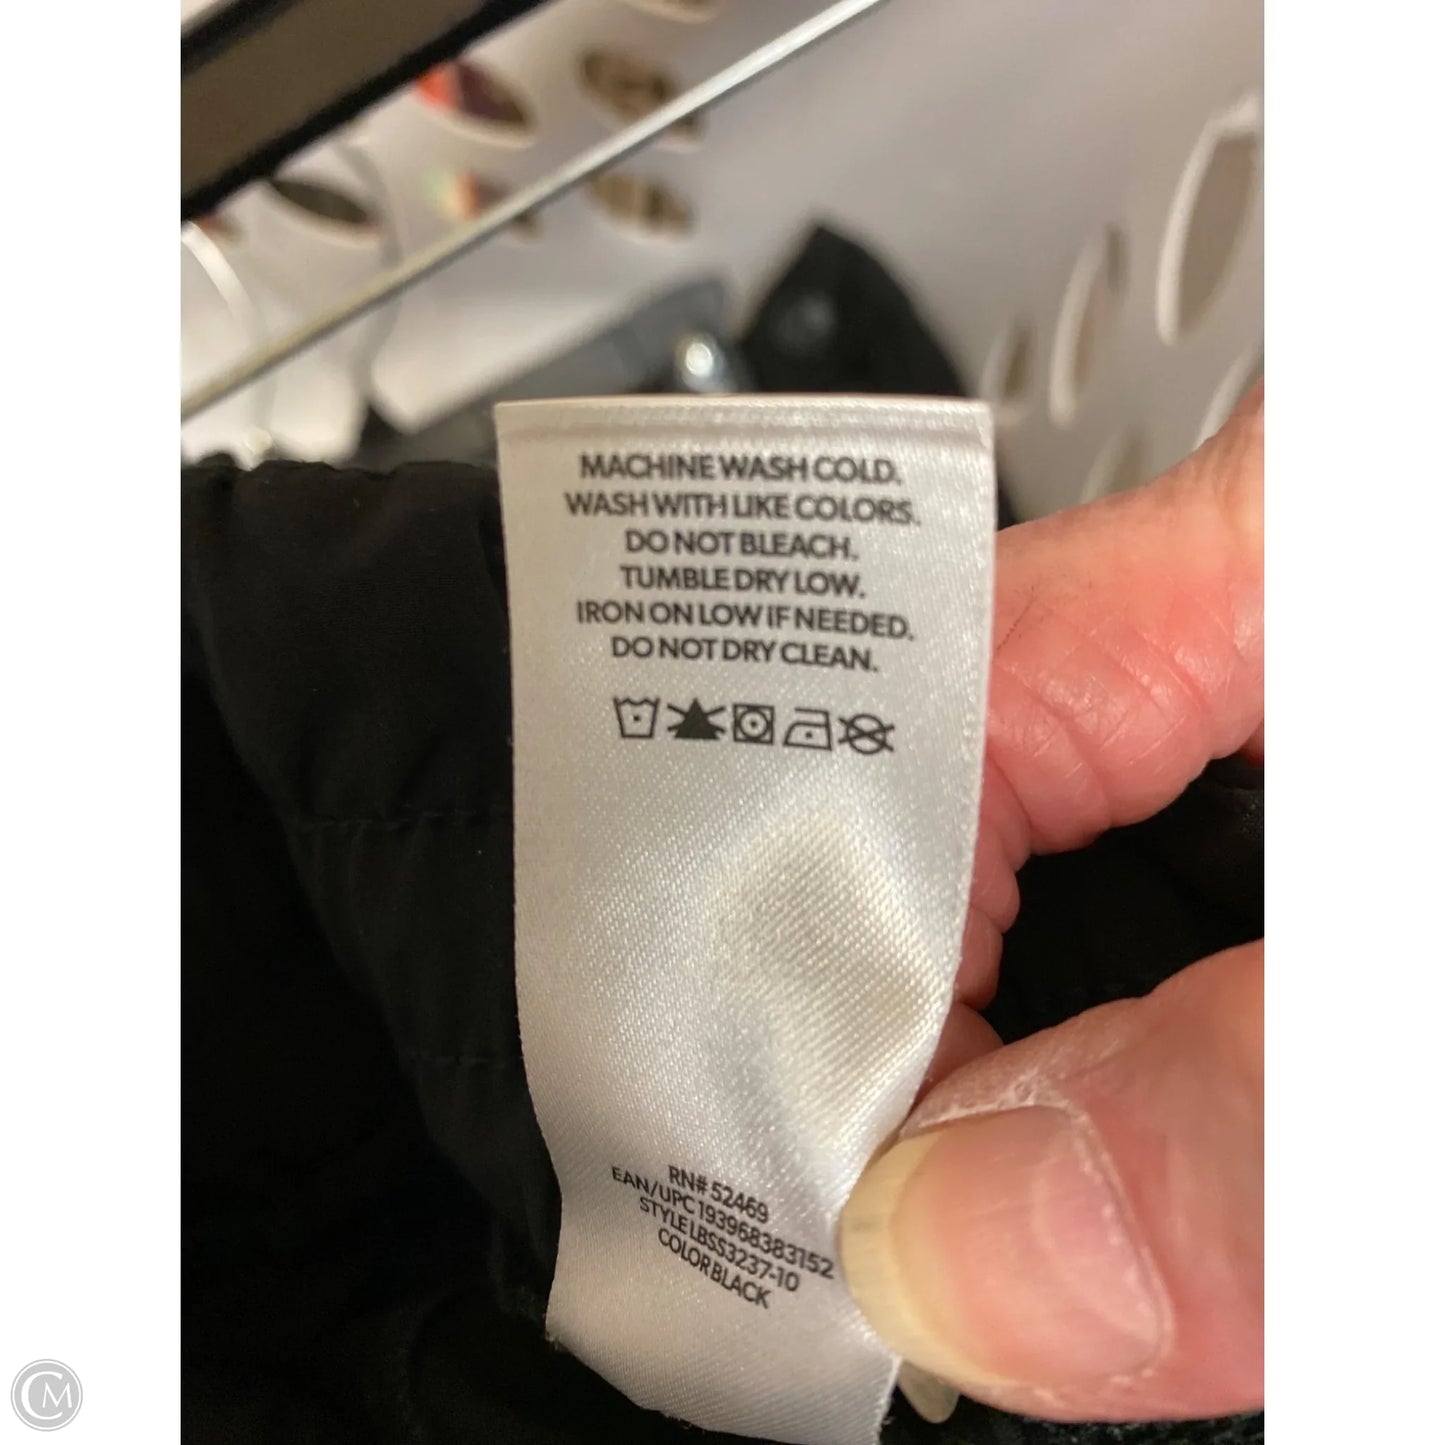 MACHINE WASH COLD.
WASH WITH LIKE COLORS.
DO NOT BLEACH.
TUMBLE DRY LOW.
IRON ON LOW IF NEEDED.
DO NOT DRY CLEAN.
RN# 52469
EAN/UPC 193968383152
STYLE LBSS3237-10
COLOR BLACK
CM